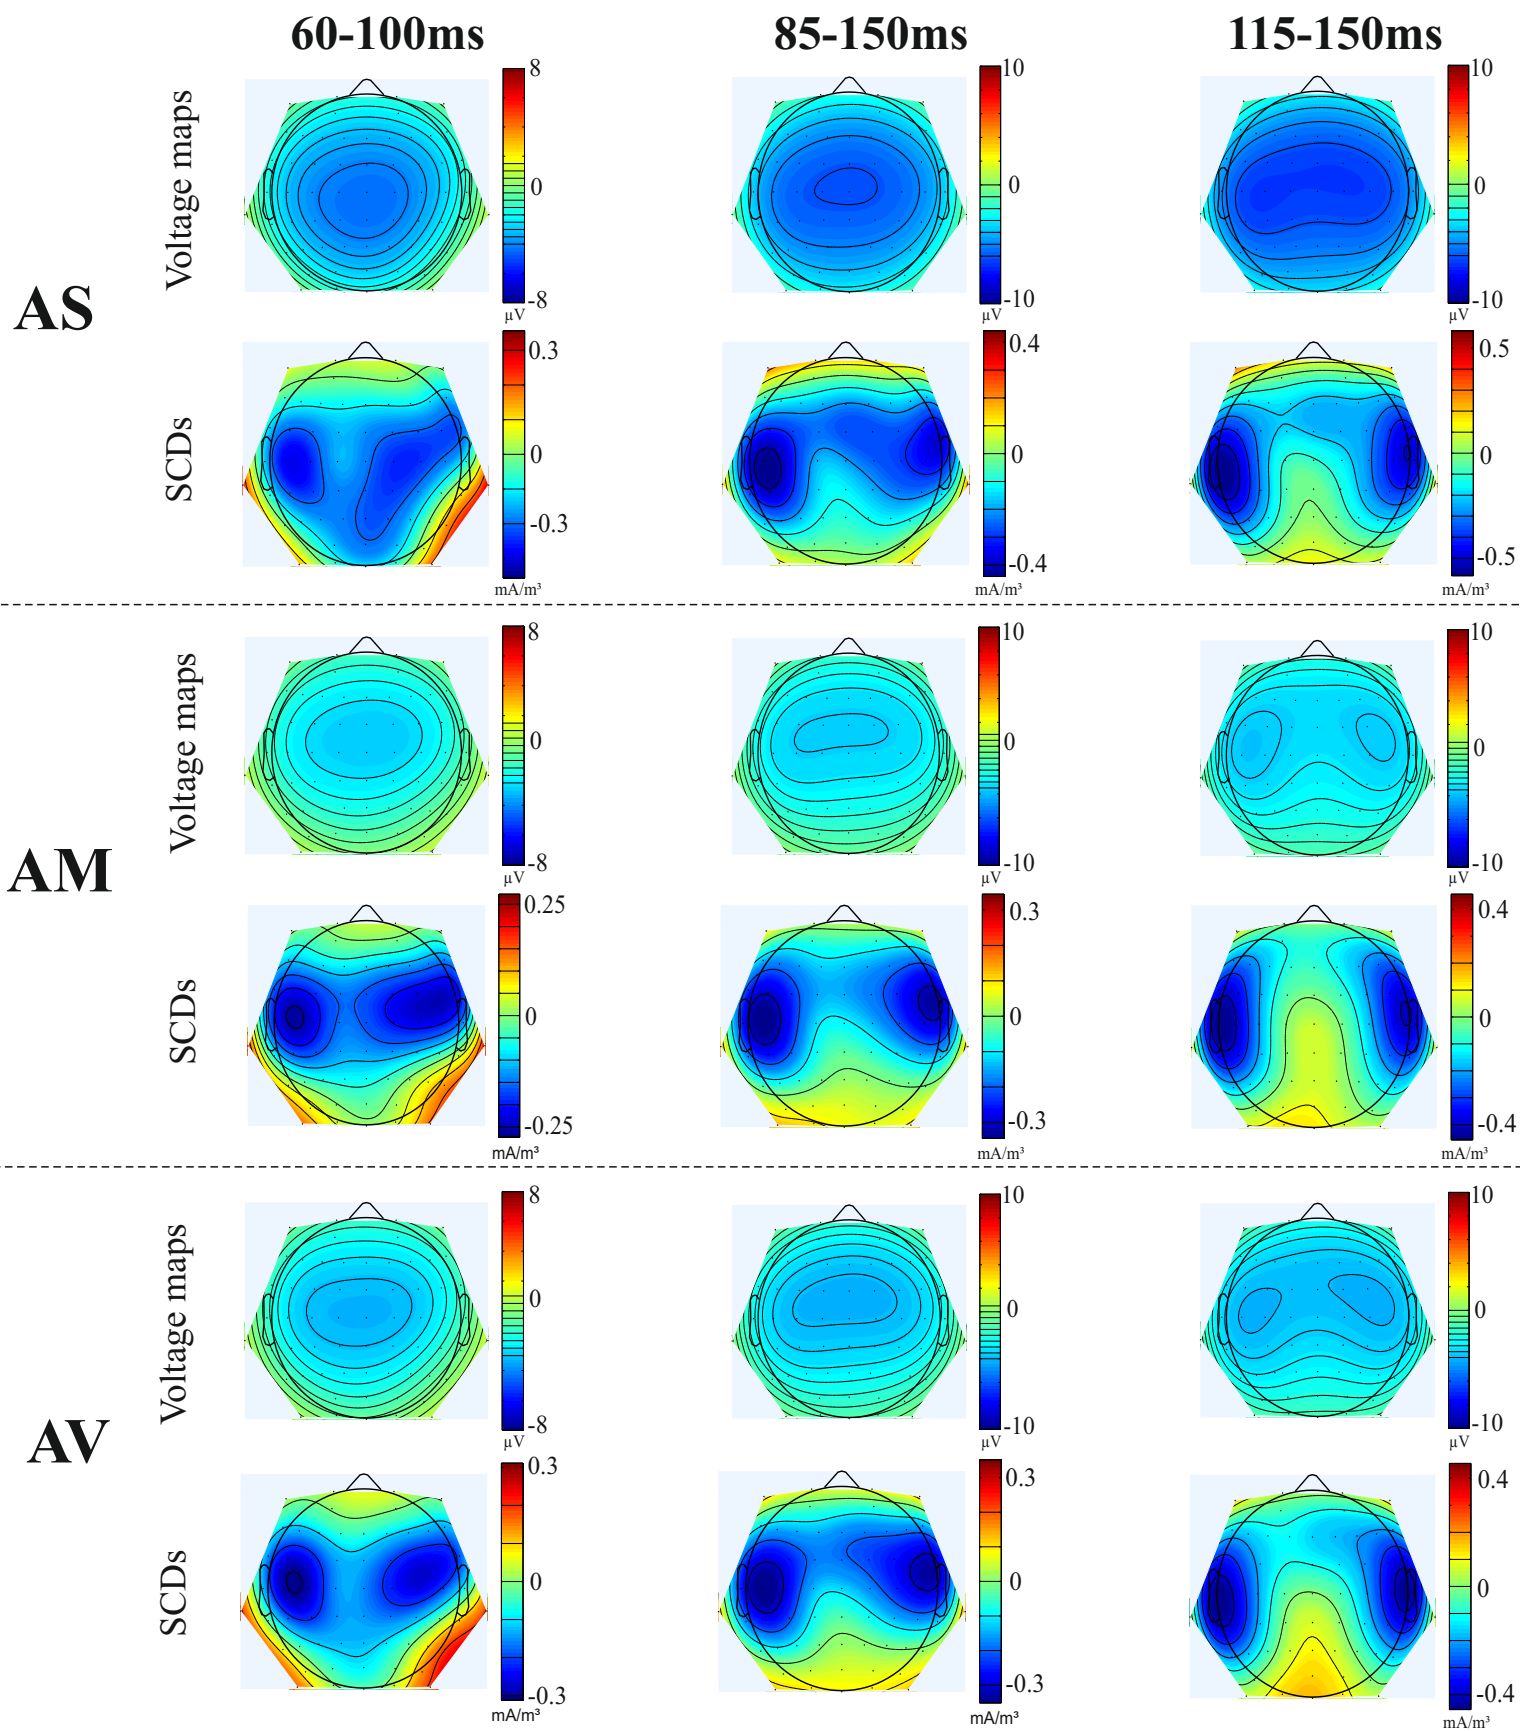 60-100ms 85-150ms 115-150ms
AS
Voltage maps
8 0 -8 µV
10 0 -10 µV
10 0 -10 µV
SCDs
0.3 0 -0.3 mA/m³
0.4 0 -0.4 mA/m³
0.5 0 -0.5 mA/m³
AM
Voltage maps
8 0 -8 µV
10 0 -10 µV
10 0 -10 µV
SCDs
0.25 0 -0.25 mA/m³
0.3 0 -0.3 mA/m³
0.4 0 -0.4 mA/m³
AV
Voltage maps
8 0 -8 µV
10 0 -10 µV
10 0 -10 µV
SCDs
0.3 0 -0.3 mA/m³
0.3 0 -0.3 mA/m³
0.4 0 -0.4 mA/m³